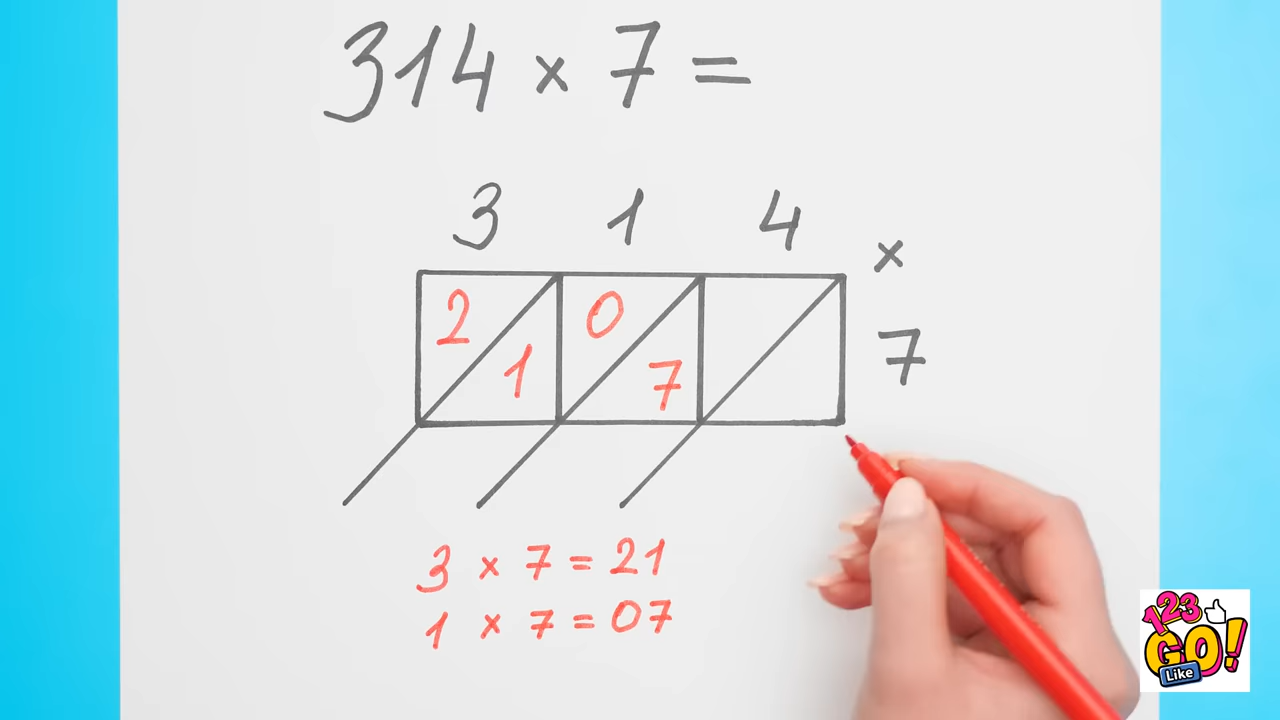 314 × 7 =
3 1 4 ×
7
2 0
1 7
3 × 7 = 21
1 × 7 = 07
123
GO!
Like